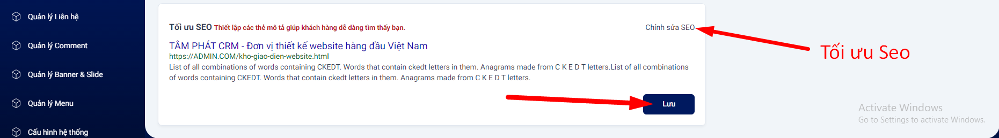 Quản lý Liên hệ
Quản lý Comment
Quản lý Banner & Slide
Quản lý Menu
Cấu hình hệ thống
Tối ưu SEO Thiết lập các thẻ mô tả giúp khách hàng dễ dàng tìm thấy bạn.
Chỉnh sửa SEO
TÂM PHÁT CRM - Đơn vị thiết kế website hàng đầu Việt Nam
https://ADMIN.COM/kho-giao-dien-website.html
List of all combinations of words containing CKEDT. Words that contain ckedt letters in them. Anagrams made from C K E D T letters.List of all combinations
of words containing CKEDT. Words that contain ckedt letters in them. Anagrams made from C K E D T letters.
Lưu
Tối ưu Seo
Activate Windows
Go to Settings to activate Windows.